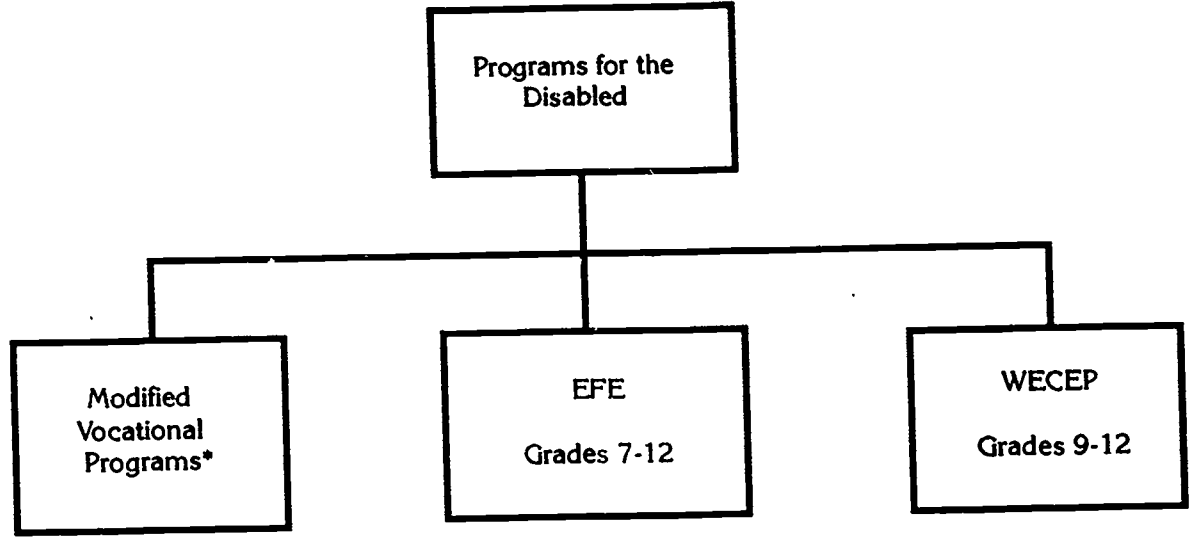 Programs for the
Disabled
Modified
Vocational
Programs*
EFE
Grades 7-12
WECEP
Grades 9-12